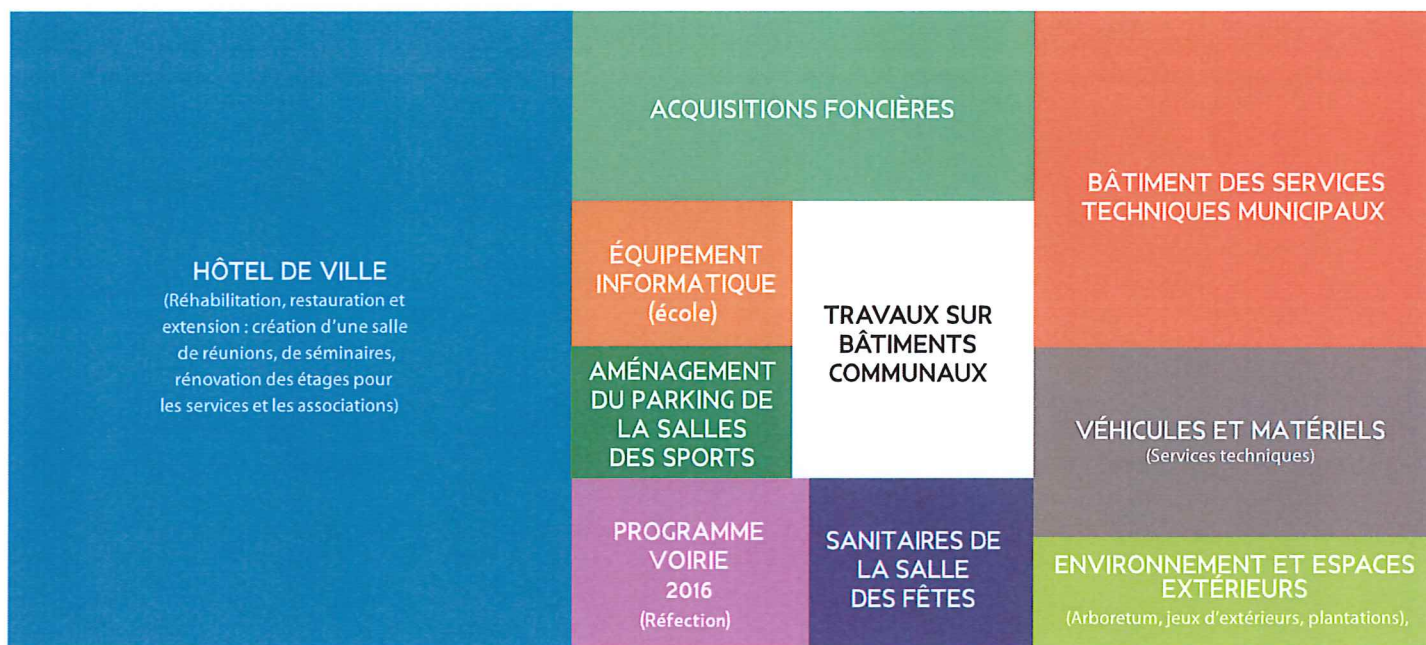 HÔTEL DE VILLE
(Réhabilitation, restauration et
extension : création d'une salle
de réunions, de séminaires,
rénovation des étages pour
les services et les associations)
ACQUISITIONS FONCIÈRES
ÉQUIPEMENT
INFORMATIQUE
(école)
AMÉNAGEMENT
DU PARKING DE
LA SALLES
DES SPORTS
TRAVAUX SUR
BÂTIMENTS
COMMUNAUX
PROGRAMME
VOIRIE
2016
(Réfection)
SANITAIRES DE
LA SALLE
DES FÊTES
BÂTIMENT DES SERVICES
TECHNIQUES MUNICIPAUX
VÉHICULES ET MATÉRIELS
(Services techniques)
ENVIRONNEMENT ET ESPACES
EXTÉRIEURS
(Arboretum, jeux d'extérieurs, plantations),